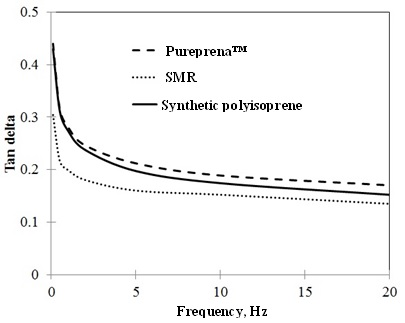 0.5
0.4
0.3
0.2
0.1
0
Tan delta
Pureprena™
SMR
Synthetic polyisoprene
0 5 10 15 20
Frequency, Hz